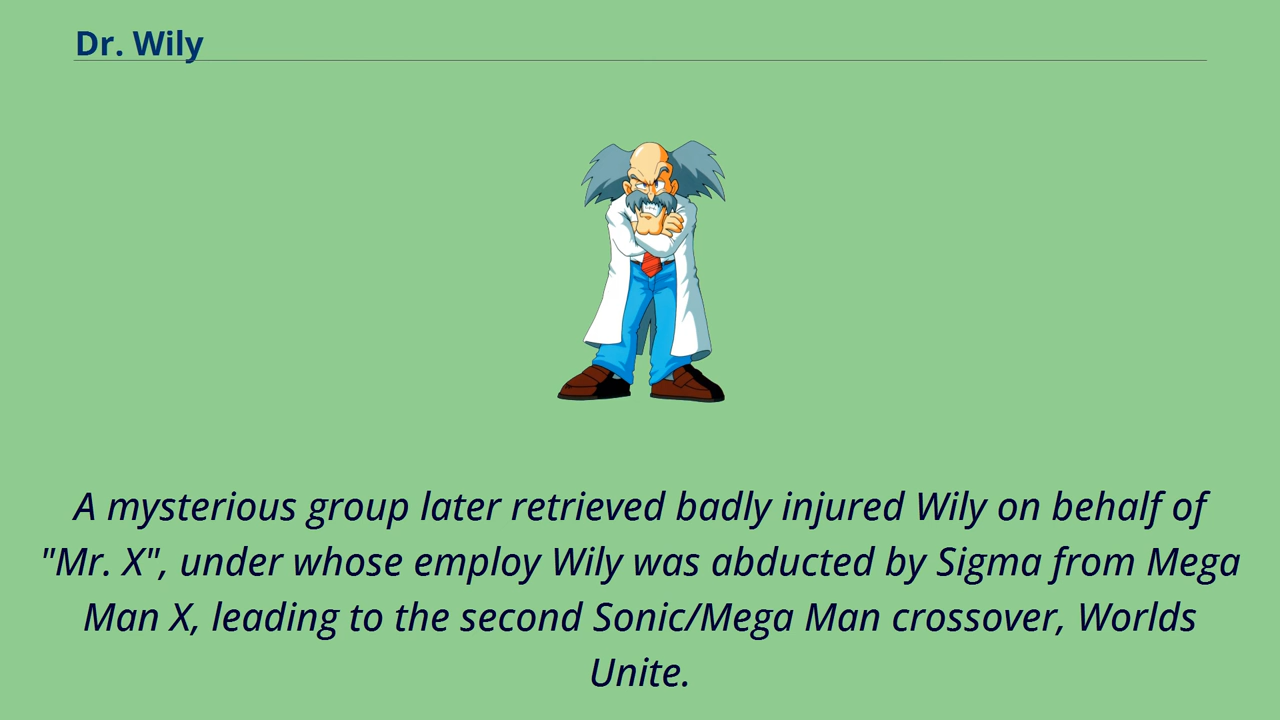 Dr. Wily
A mysterious group later retrieved badly injured Wily on behalf of
"Mr. X", under whose employ Wily was abducted by Sigma from Mega
Man X, leading to the second Sonic/Mega Man crossover, Worlds
Unite.